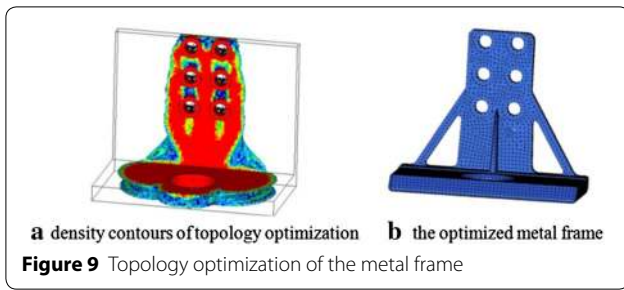 a density contours of topology optimization b the optimized metal frame
Figure 9 Topology optimization of the metal frame